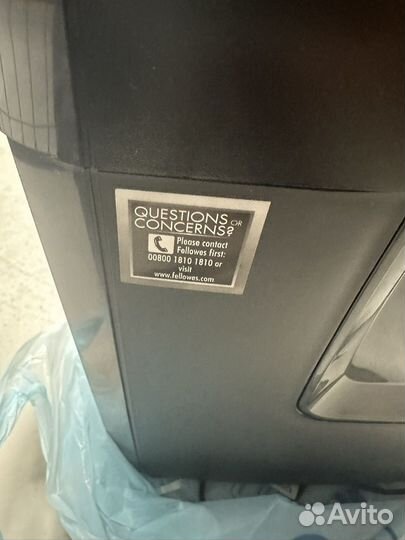 QUESTIONS OR
CONCERNS?
Please contact
Fellowes first:
00800 1810 1810 or
visit
www.fellowes.com
Avito